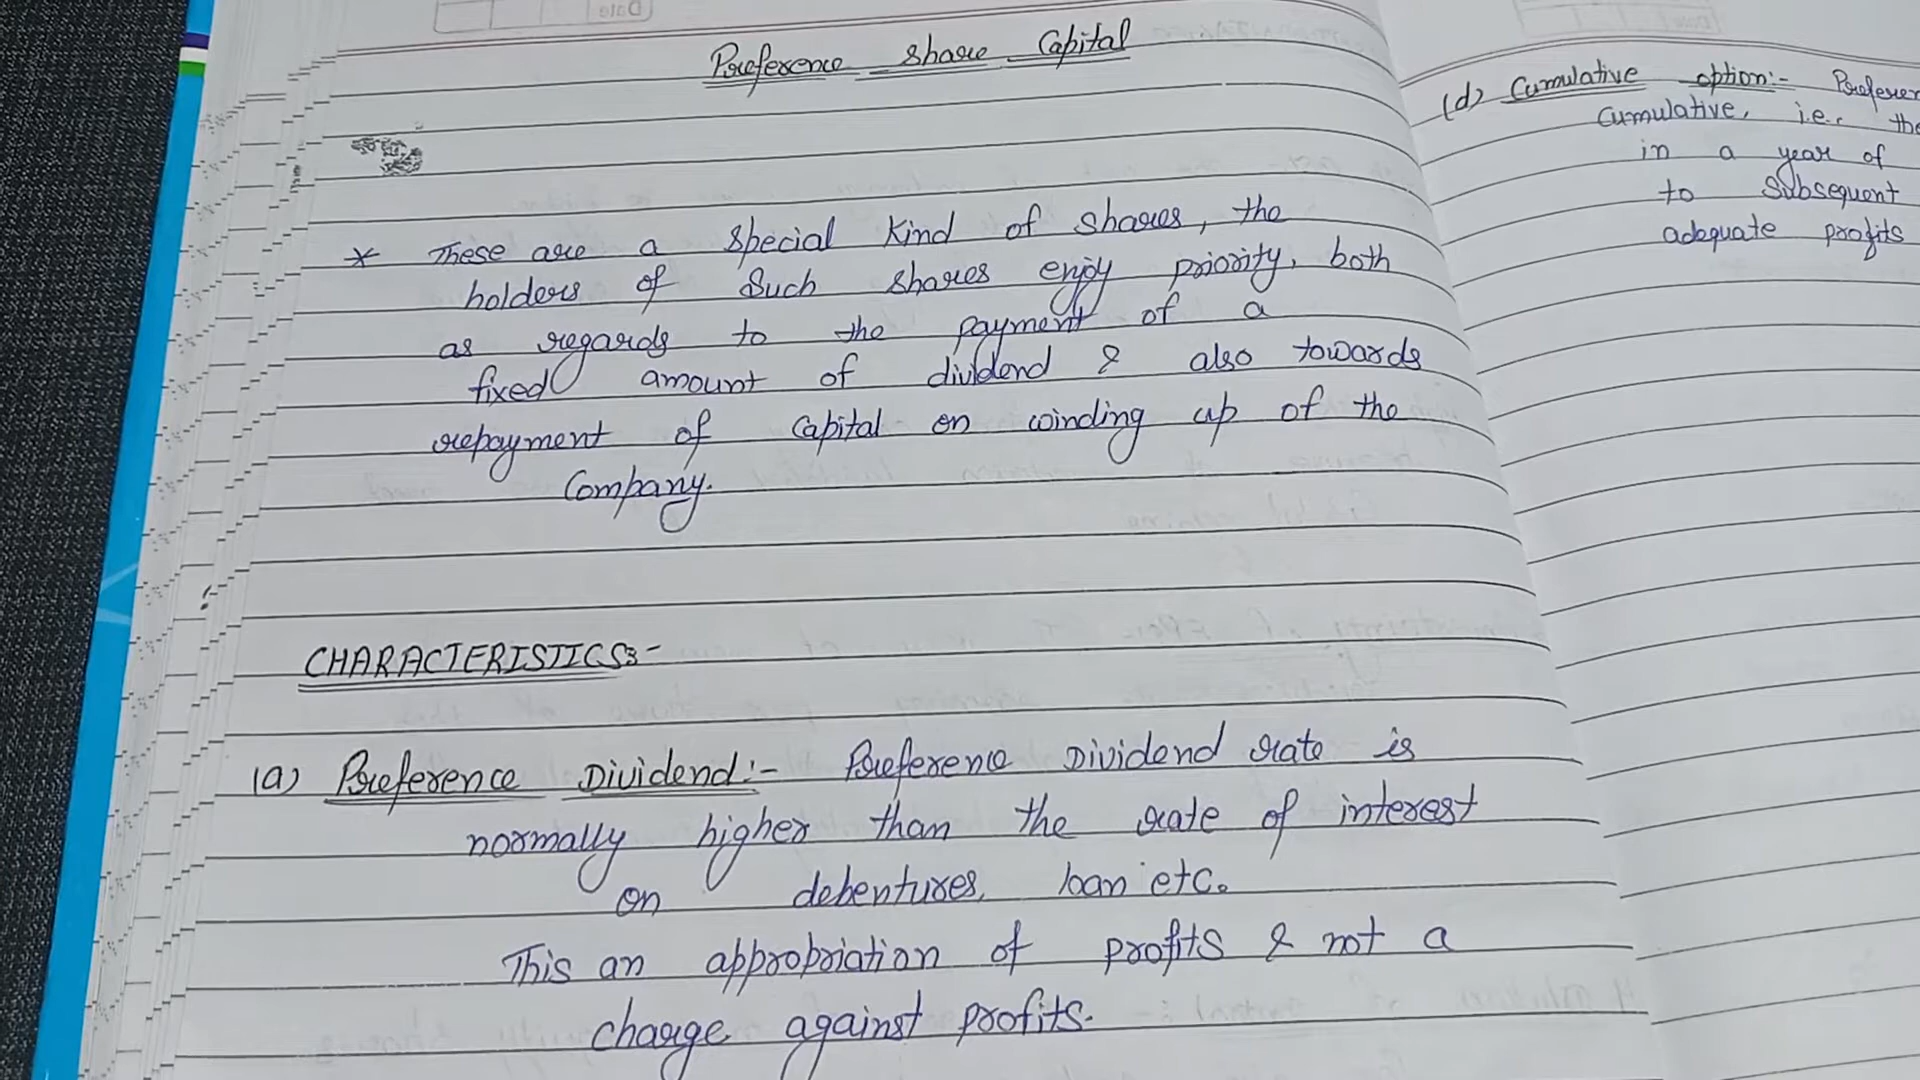 Preference Share Capital
* These are a special kind of shares, the
holders of such shares enjoy priority, both
as regards to the payment of a
fixed amount of dividend & also towards
repayment of Capital on winding up of the
Company.
CHARACTERISTICS:-
(a) Preference Dividend:- Preference Dividend rate is
normally higher than the rate of interest
on debentures, loan etc.
This an appropriation of profits & not a
charge against profits.
(d) Cumulative option:-
Cumulative, i.e., the
in a year of
to Subsequent
adequate profits